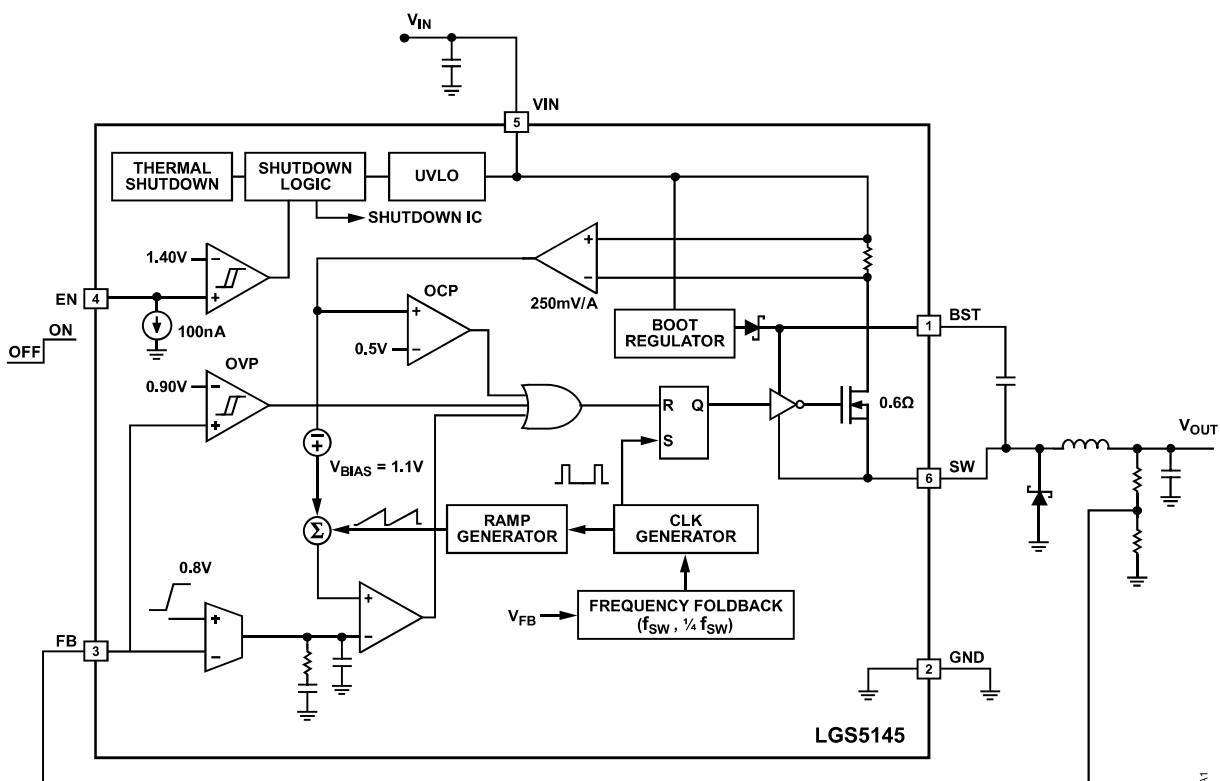 VIN
VIN
5
THERMAL
SHUTDOWN
SHUTDOWN
LOGIC
UVLO
SHUTDOWN IC
1.40V
−
+
EN
4
100nA
ON
OFF
+
−
250mV/A
OCP
+
0.5V
−
BOOT
REGULATOR
1
BST
OVP
0.90V
−
+
R
Q
S
0.6Ω
VOUT
SW
6
−
+
VBIAS = 1.1V
Σ
RAMP
GENERATOR
CLK
GENERATOR
0.8V
+
−
+
−
VFB
FREQUENCY FOLDBACK
(fSW , ¼ fSW)
FB
3
GND
2
LGS5145